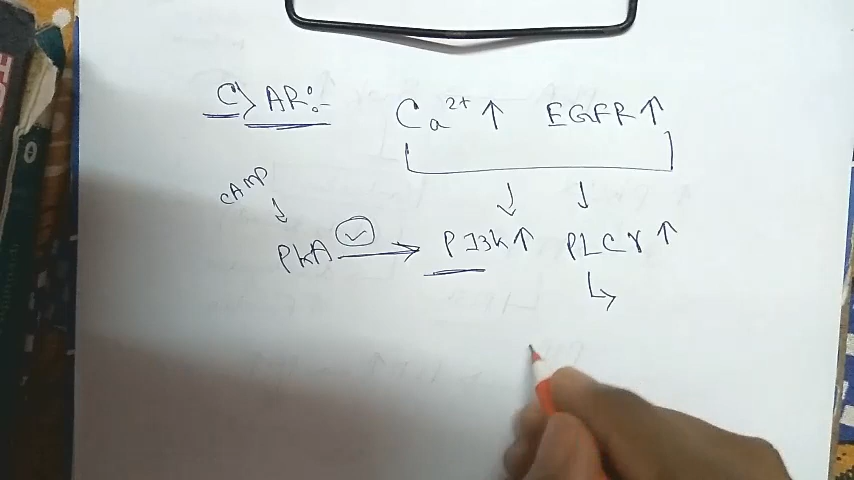 C) AR:- Ca2+ ↑ EGFR ↑
cAMP
PkA → PI3k ↑ PLCγ ↑